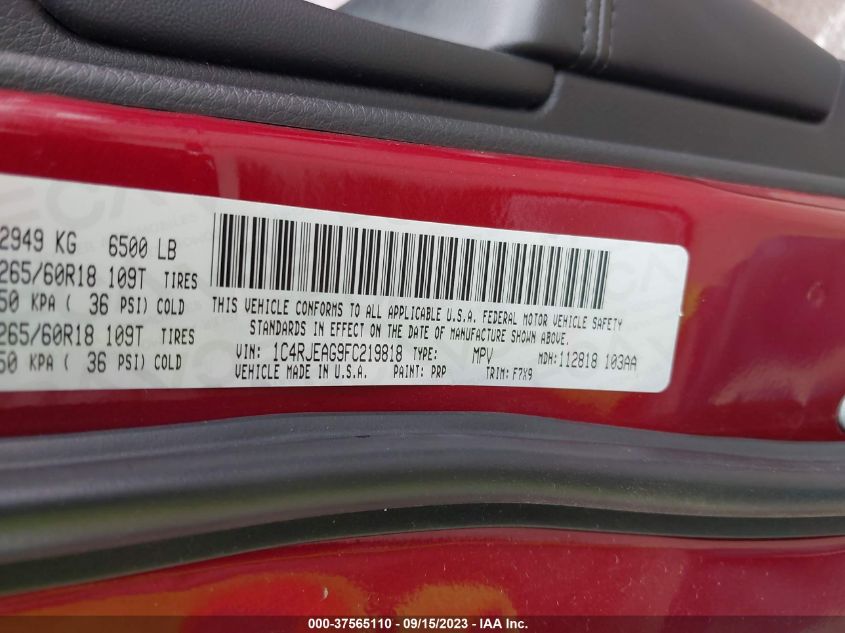 2949 KG 6500 LB
265/60R18 109T TIRES
50 KPA ( 36 PSI) COLD
265/60R18 109T TIRES
50 KPA ( 36 PSI) COLD
THIS VEHICLE CONFORMS TO ALL APPLICABLE U.S.A. FEDERAL MOTOR VEHICLE SAFETY
STANDARDS IN EFFECT ON THE DATE OF MANUFACTURE SHOWN ABOVE.
VIN: 1C4RJEAG9FC219818 TYPE: MPV MDH:112818 103AA
VEHICLE MADE IN U.S.A. PAINT: PRP TRIM: F7X9
000-37565110 - 09/15/2023 - IAA Inc.